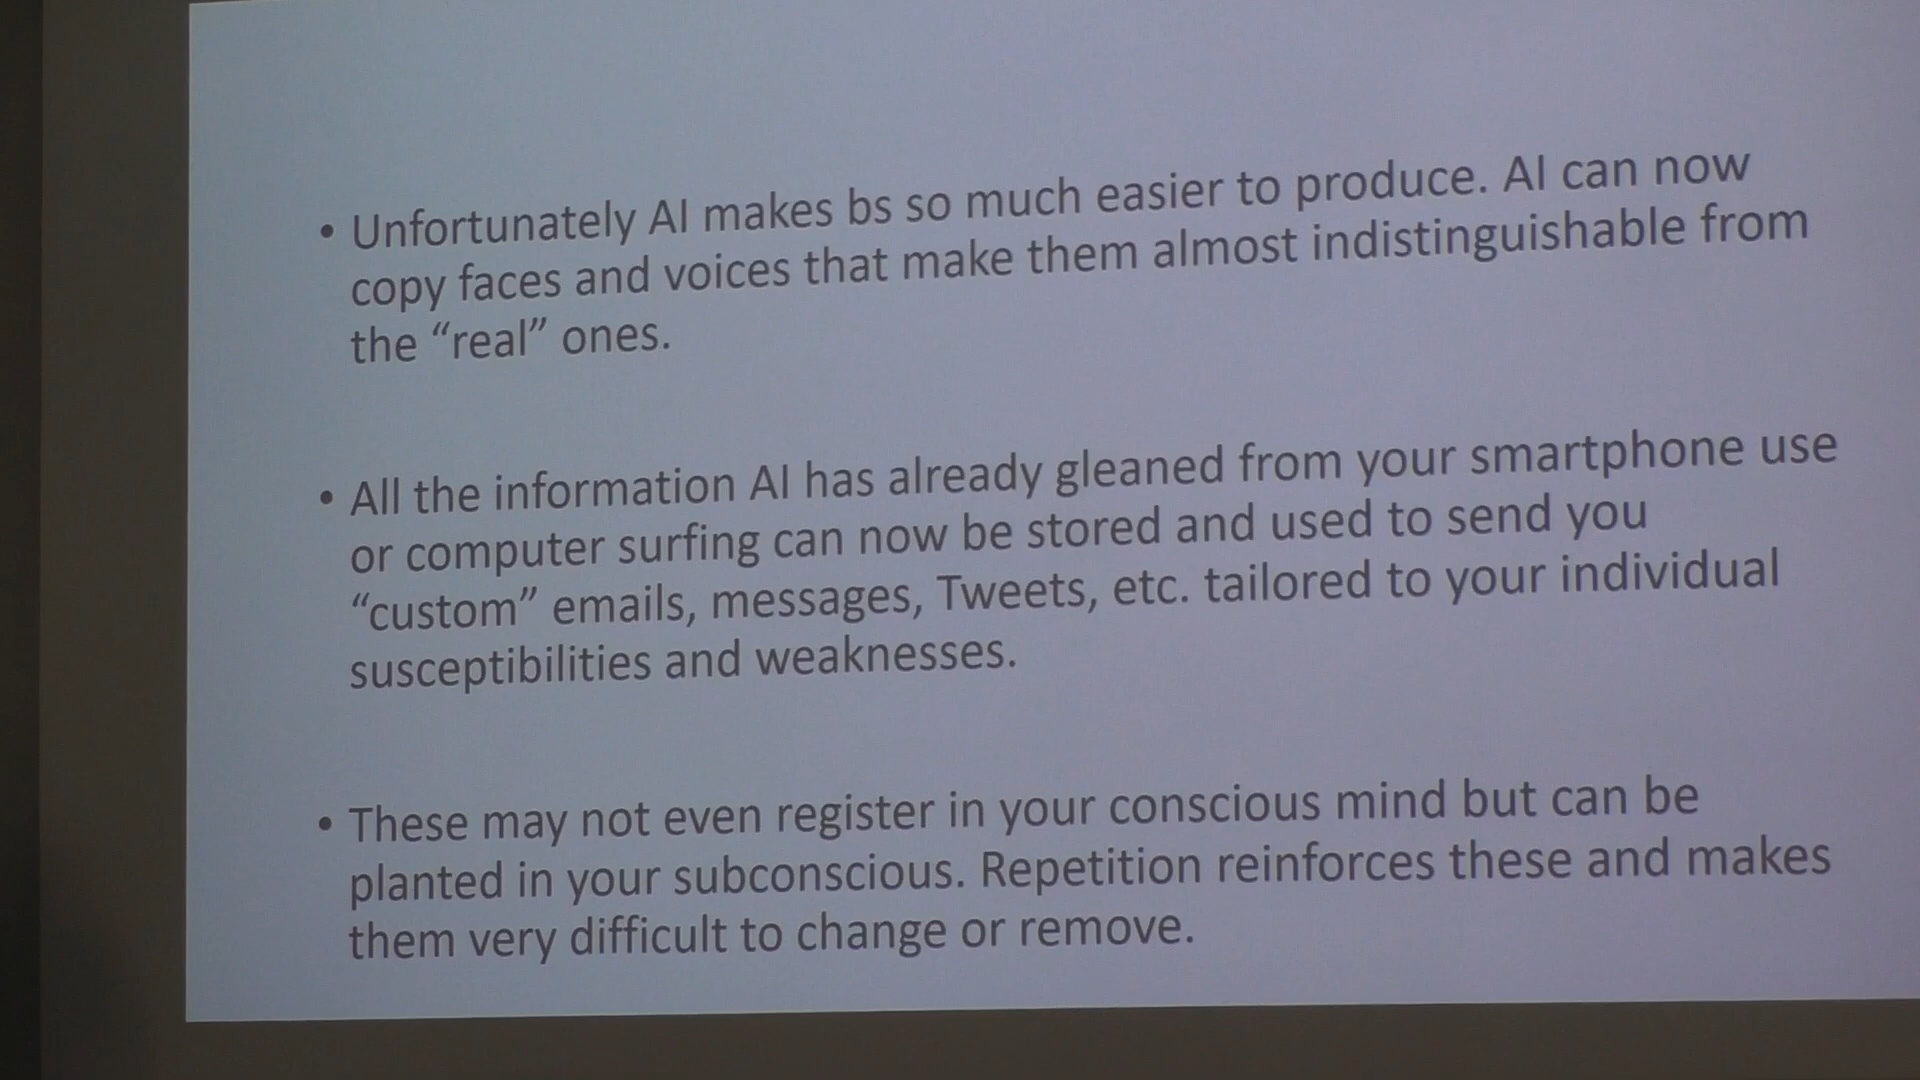 • Unfortunately AI makes bs so much easier to produce. AI can now
copy faces and voices that make them almost indistinguishable from
the “real” ones.
• All the information AI has already gleaned from your smartphone use
or computer surfing can now be stored and used to send you
“custom” emails, messages, Tweets, etc. tailored to your individual
susceptibilities and weaknesses.
• These may not even register in your conscious mind but can be
planted in your subconscious. Repetition reinforces these and makes
them very difficult to change or remove.